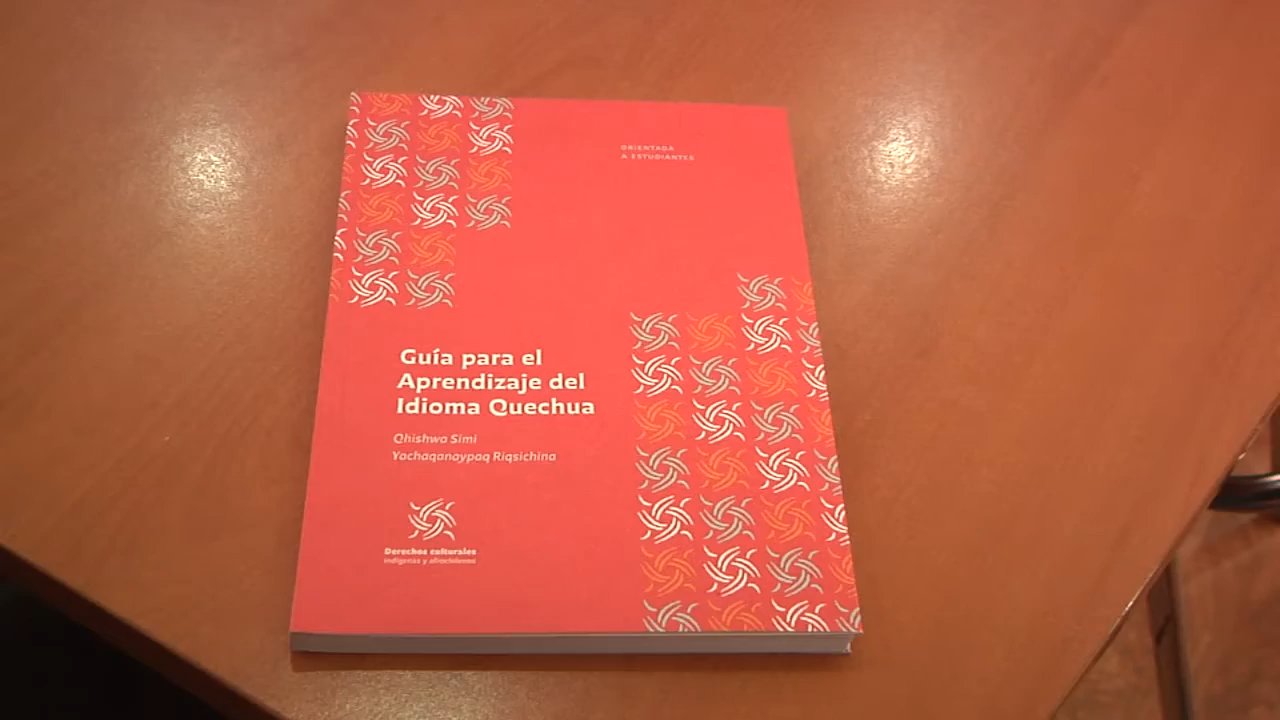 ORIENTADA
A ESTUDIANTES
Guía para el
Aprendizaje del
Idioma Quechua
Qhishwa Simi
Yachaqanaypaq Riqsichina
Derechos culturales
indígenas y afrochilenos